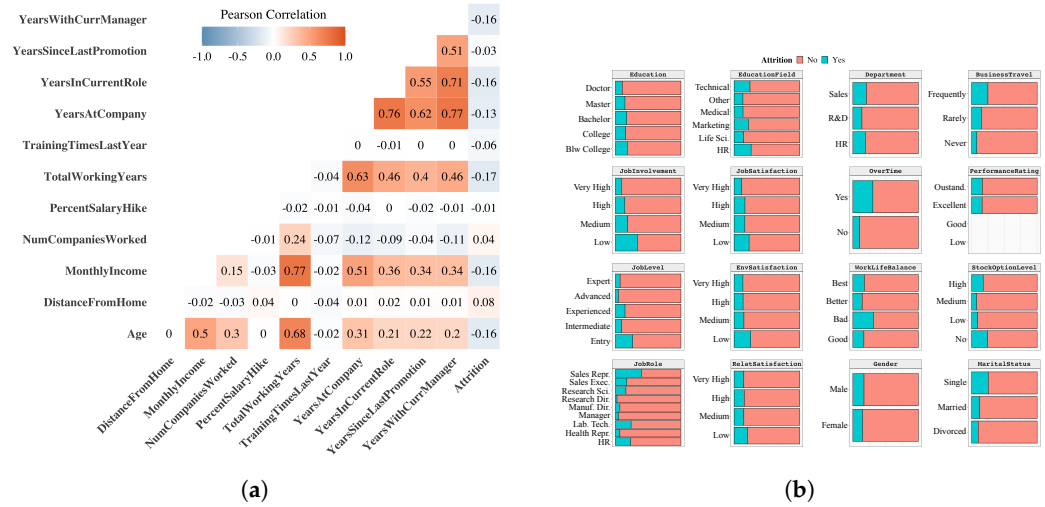 Pearson Correlation
-1.0 -0.5 0.0 0.5 1.0
YearsWithCurrManager -0.16
YearsSinceLastPromotion 0.51 -0.03
YearsInCurrentRole 0.55 0.71 -0.16
YearsAtCompany 0.76 0.62 0.77 -0.13
TrainingTimesLastYear 0 -0.01 0 0 -0.06
TotalWorkingYears -0.04 0.63 0.46 0.4 0.46 -0.17
PercentSalaryHike -0.02 -0.01 -0.04 0 -0.02 -0.01 -0.01
NumCompaniesWorked -0.01 0.24 -0.07 -0.12 -0.09 -0.04 -0.11 0.04
MonthlyIncome 0.15 -0.03 0.77 -0.02 0.51 0.36 0.34 0.34 -0.16
DistanceFromHome -0.02 -0.03 0.04 0 -0.04 0.01 0.02 0.01 0.01 0.08
Age 0 0.5 0.3 0 0.68 -0.02 0.31 0.21 0.22 0.2 -0.16
DistanceFromHome
MonthlyIncome
NumCompaniesWorked
PercentSalaryHike
TotalWorkingYears
TrainingTimesLastYear
YearsAtCompany
YearsInCurrentRole
YearsSinceLastPromotion
YearsWithCurrManager
Attrition
(a)
Attrition No Yes
Education
Doctor
Master
Bachelor
College
Blw College
EducationField
Technical
Other
Medical
Marketing
Life Sci.
HR
Department
Sales
R&D
HR
BusinessTravel
Frequently
Rarely
Never
JobInvolvement
Very High
High
Medium
Low
JobSatisfaction
Very High
High
Medium
Low
OverTime
Yes
No
PerformanceRating
Oustand.
Excellent
Good
Low
JobLevel
Expert
Advanced
Experienced
Intermediate
Entry
EnvSatisfaction
Very High
High
Medium
Low
WorkLifeBalance
Best
Better
Bad
Good
StockOptionLevel
High
Medium
Low
No
JobRole
Sales Repr.
Sales Exec.
Research Sci.
Research Dir.
Manuf. Dir.
Manager
Lab. Tech.
Health Repr.
HR
RelatSatisfaction
Very High
High
Medium
Low
Gender
Male
Female
MaritalStatus
Single
Married
Divorced
(b)